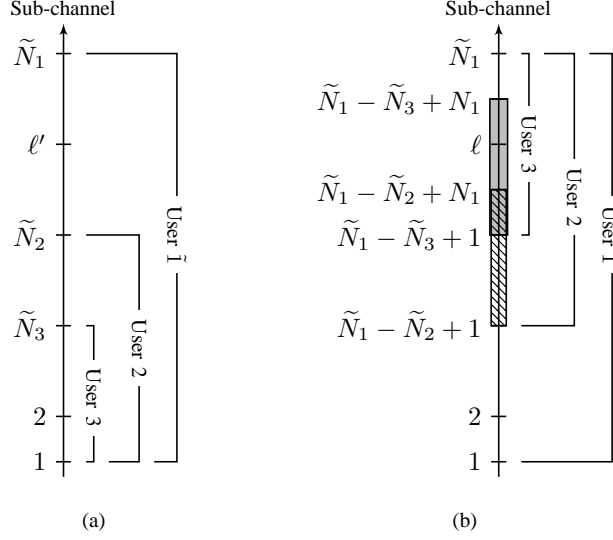 Sub-channel
Ñ₁
ℓ′
Ñ₂
Ñ₃
2
1
User 3
User 2
User 1̃
(a)
Sub-channel
Ñ₁
Ñ₁ − Ñ₃ + N₁
ℓ
Ñ₁ − Ñ₂ + N₁
Ñ₁ − Ñ₃ + 1
Ñ₁ − Ñ₂ + 1
2
1
User 3
User 2
User 1
(b)